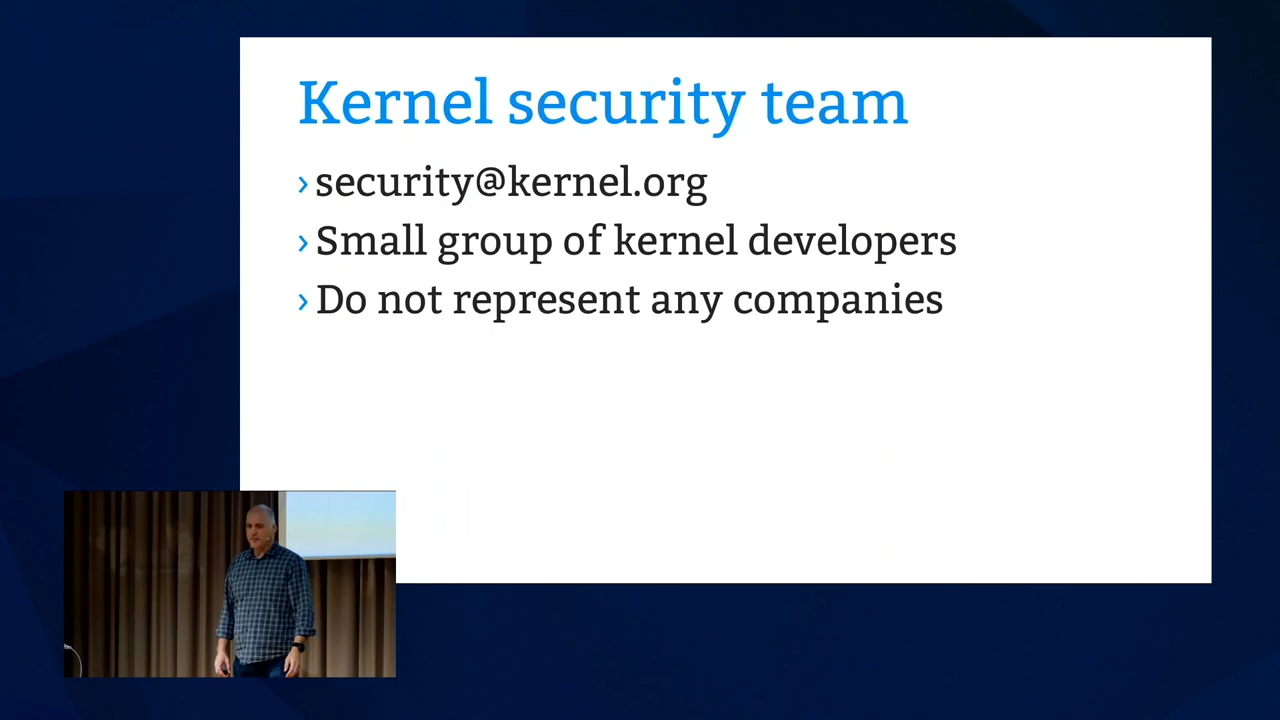 Kernel security team
› security@kernel.org
› Small group of kernel developers
› Do not represent any companies